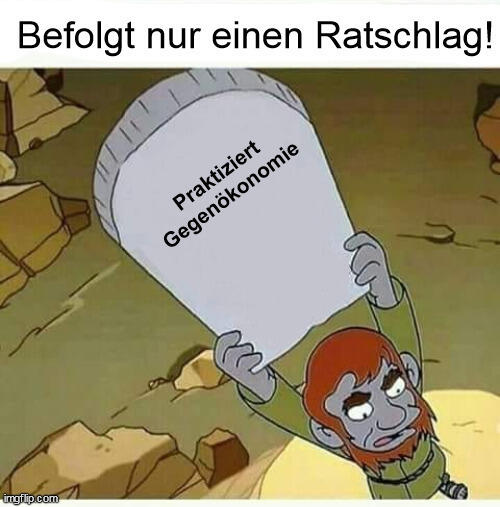 Befolgt nur einen Ratschlag!
Praktiziert
Gegenökonomie
imgflip.com